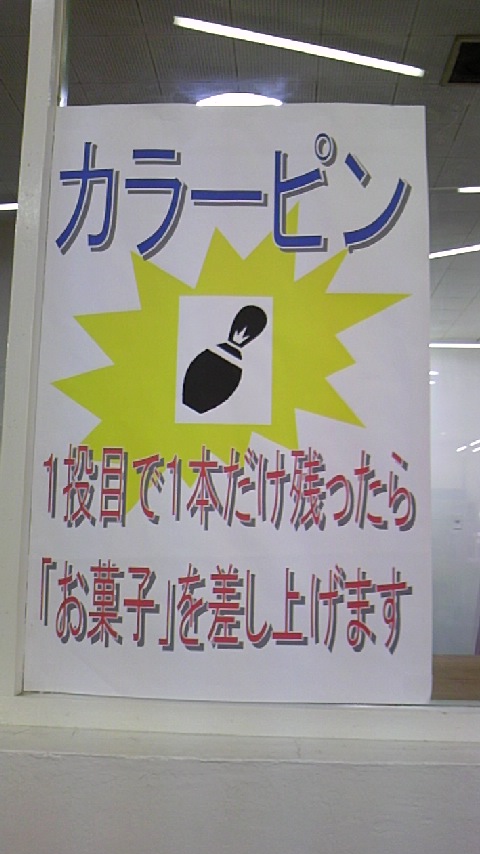 カラーピン
1投目で1本だけ残ったら
「お菓子」を差し上げます